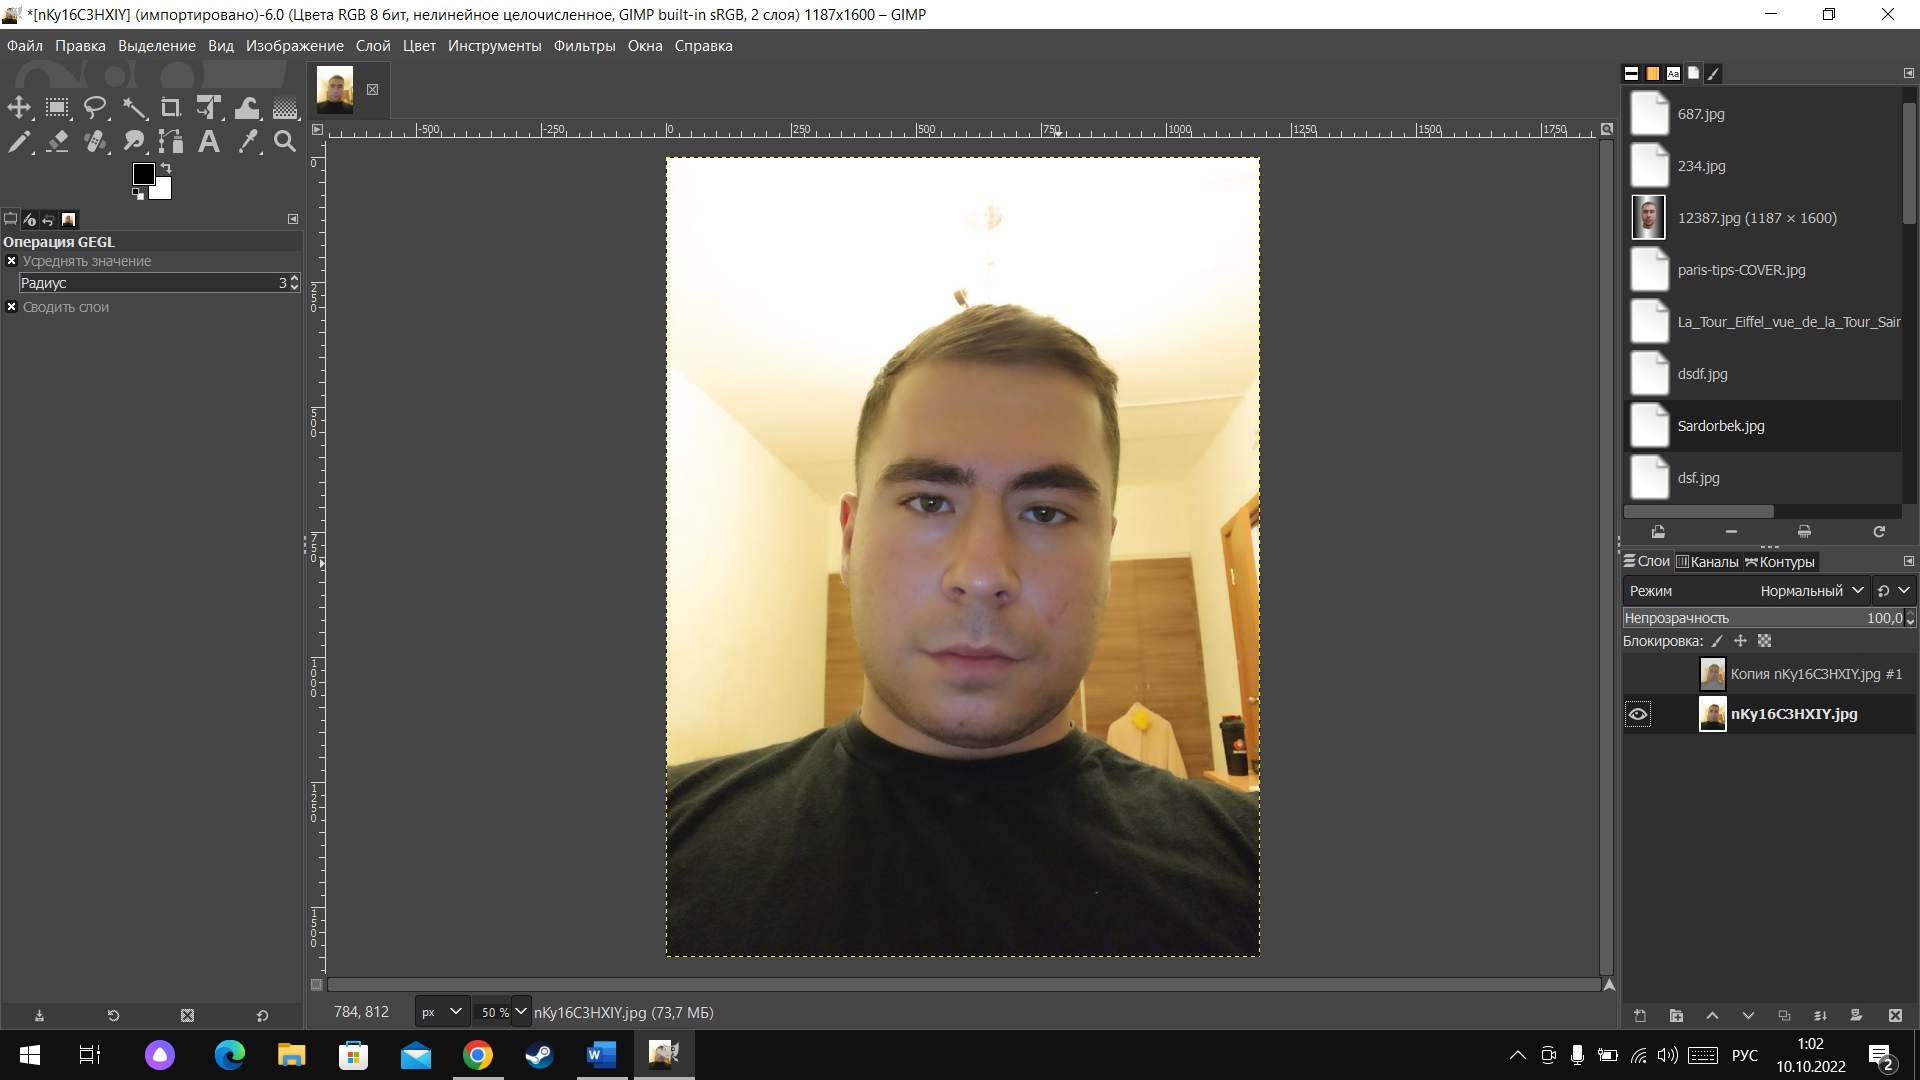 *[nKy16C3HXIY] (импортировано)-6.0 (Цвета RGB 8 бит, нелинейное целочисленное, GIMP built-in sRGB, 2 слоя) 1187x1600 – GIMP
Файл Правка Выделение Вид Изображение Слой Цвет Инструменты Фильтры Окна Справка
Операция GEGL
Усреднять значение
Радиус 3
Сводить слои
-500 -250 0 250 500 750 1000 1250 1500 1750
0
250
500
750
1000
1250
1500
Aa
687.jpg
234.jpg
12387.jpg (1187 × 1600)
paris-tips-COVER.jpg
La_Tour_Eiffel_vue_de_la_Tour_Sair
dsdf.jpg
Sardorbek.jpg
dsf.jpg
Слои Каналы Контуры
Режим Нормальный
Непрозрачность 100,0
Блокировка:
Копия nKy16C3HXIY.jpg #1
nKy16C3HXIY.jpg
784, 812 px 50 % nKy16C3HXIY.jpg (73,7 МБ)
РУС
1:02
10.10.2022
2